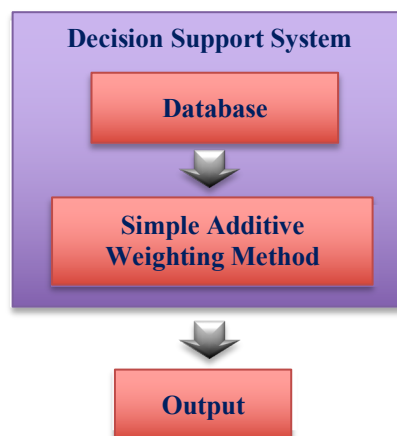 Decision Support System
Database
Simple Additive
Weighting Method
Output